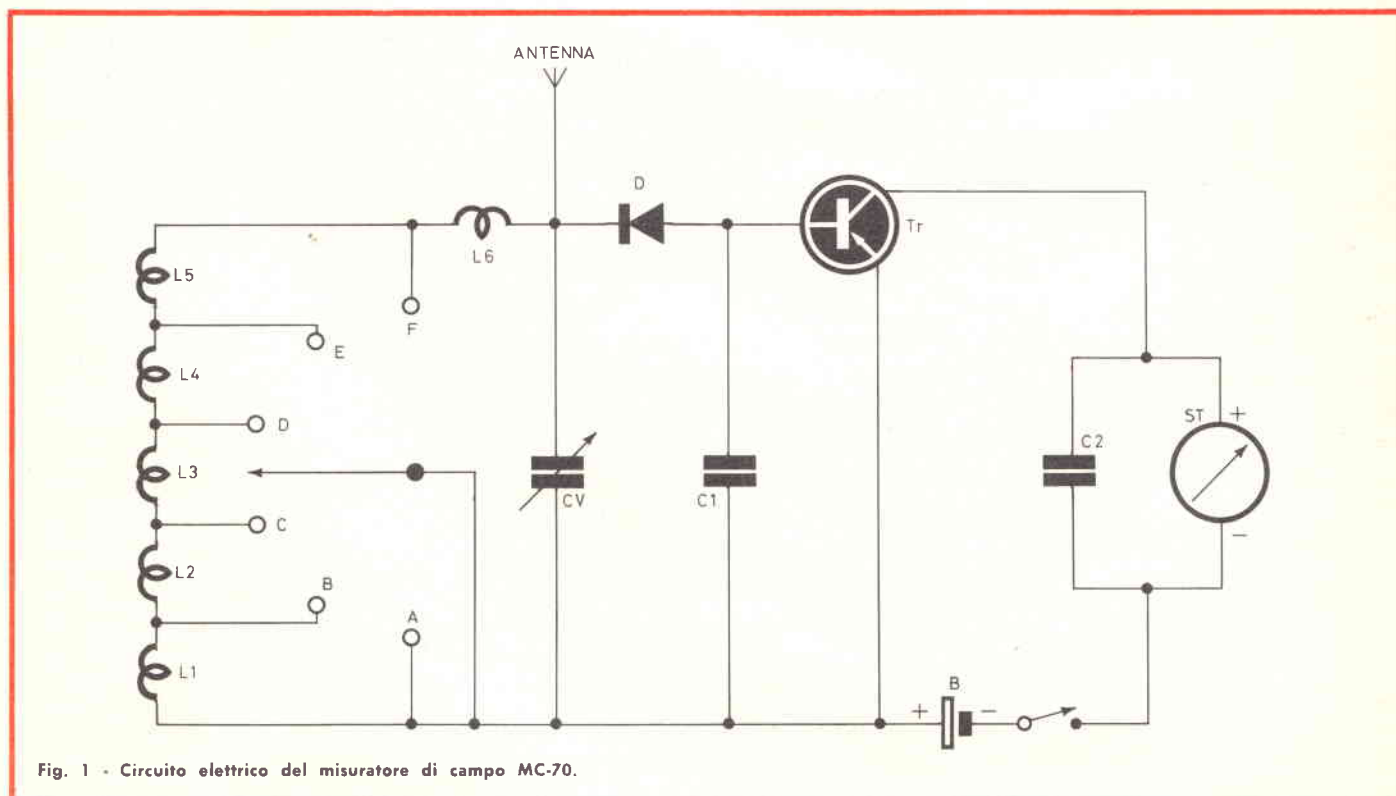 ANTENNA
D
Tr
L6
L5
F
E
L4
D
L3
ST
+
C2
CV
C1
C
-
L2
B
A
L1
B
+
-
Fig. 1 - Circuito elettrico del misuratore di campo MC-70.